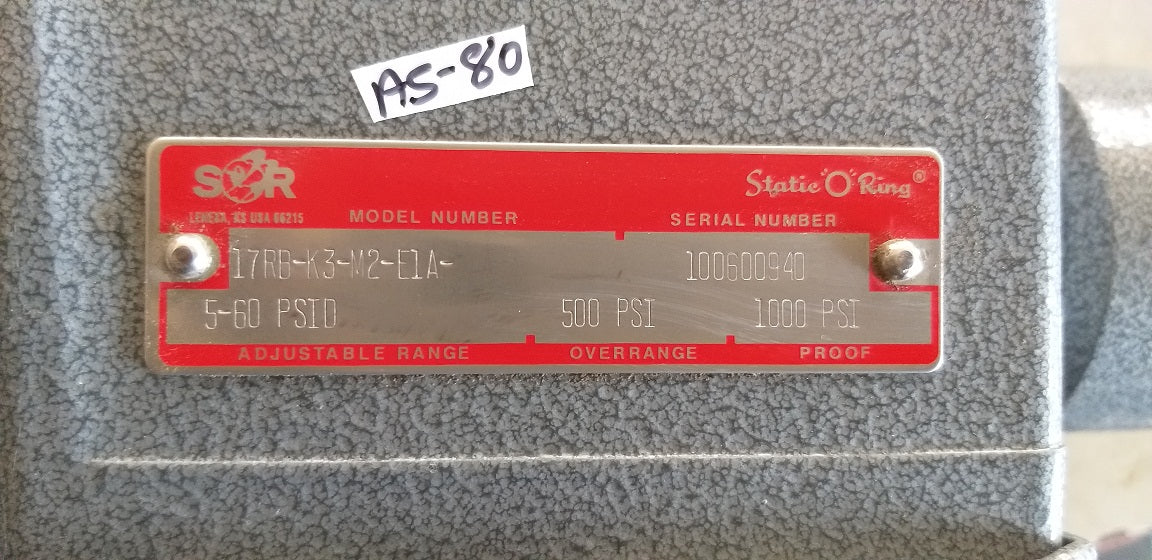 AS-80
SOR
Static "O" Ring®
LENEXA, KS USA 66215
MODEL NUMBER
SERIAL NUMBER
17RB-K3-M2-E1A-
100600940
5-60 PSID
500 PSI
1000 PSI
ADJUSTABLE RANGE
OVERRANGE
PROOF